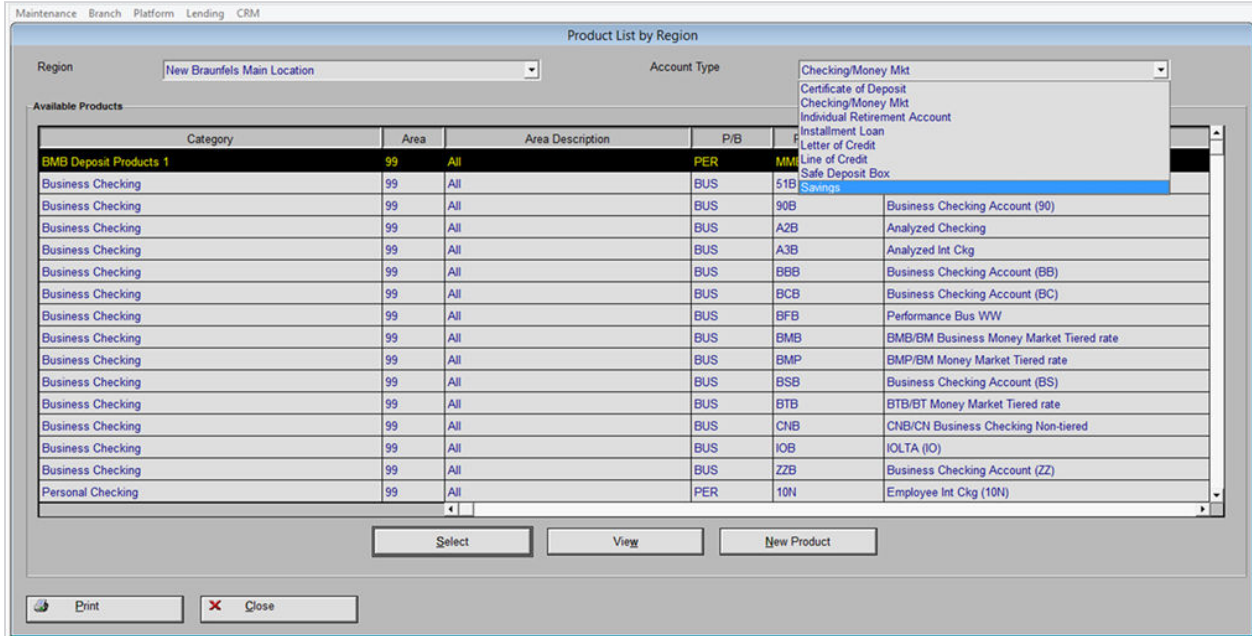 Maintenance Branch Platform Lending CRM
Product List by Region
Region New Braunfels Main Location Account Type Checking/Money Mkt
Certificate of Deposit
Checking/Money Mkt
Individual Retirement Account
Installment Loan
Letter of Credit
Line of Credit
Safe Deposit Box
Savings
Available Products
Category Area Area Description P/B
BMB Deposit Products 1 99 All PER
Business Checking 99 All BUS 51B
Business Checking 99 All BUS 90B Business Checking Account (90)
Business Checking 99 All BUS A2B Analyzed Checking
Business Checking 99 All BUS A3B Analyzed Int Ckg
Business Checking 99 All BUS BBB Business Checking Account (BB)
Business Checking 99 All BUS BCB Business Checking Account (BC)
Business Checking 99 All BUS BFB Performance Bus WW
Business Checking 99 All BUS BMB BMB/BM Business Money Market Tiered rate
Business Checking 99 All BUS BMP BMP/BM Money Market Tiered rate
Business Checking 99 All BUS BSB Business Checking Account (BS)
Business Checking 99 All BUS BTB BTB/BT Money Market Tiered rate
Business Checking 99 All BUS CNB CNB/CN Business Checking Non-tiered
Business Checking 99 All BUS IOB IOLTA (IO)
Business Checking 99 All BUS ZZB Business Checking Account (ZZ)
Personal Checking 99 All PER 10N Employee Int Ckg (10N)
Select View New Product
Print Close